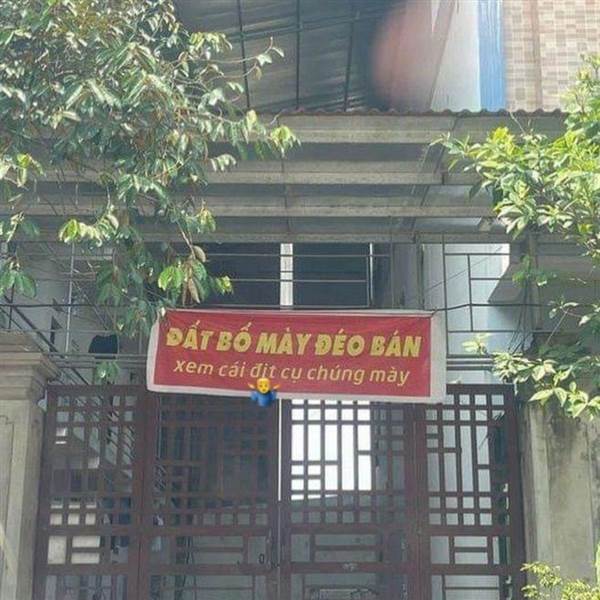 ĐẤT BỐ MÀY ĐÉO BÁN
Xem cái địt cụ chúng mày